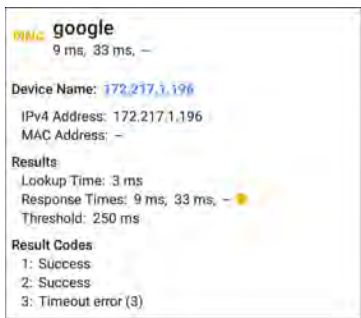 PING google
9 ms, 33 ms, –
Device Name: 172.217.1.196
IPv4 Address: 172.217.1.196
MAC Address: –
Results
Lookup Time: 3 ms
Response Times: 9 ms, 33 ms, –
Threshold: 250 ms
Result Codes
1: Success
2: Success
3: Timeout error (3)